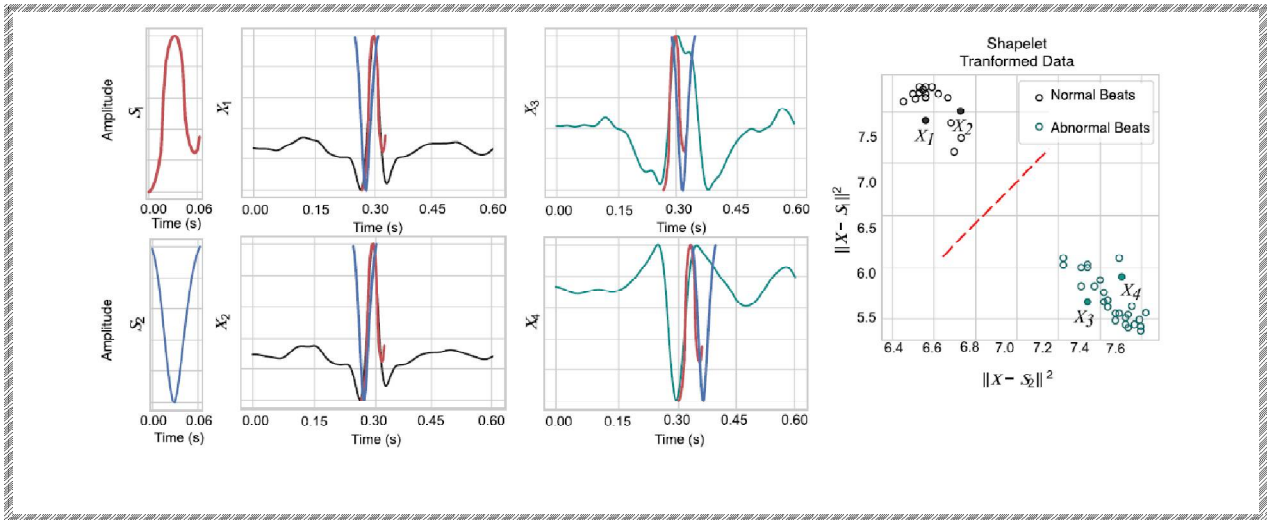 Amplitude
S1
0.00 0.06
Time (s)
X1
0.00 0.15 0.30 0.45 0.60
Time (s)
X3
0.00 0.15 0.30 0.45 0.60
Time (s)
Amplitude
S2
0.00 0.06
Time (s)
X2
0.00 0.15 0.30 0.45 0.60
Time (s)
X4
0.00 0.15 0.30 0.45 0.60
Time (s)
Shapelet
Tranformed Data
Normal Beats
Abnormal Beats
X1 X2
X3 X4
||X − S1||²
7.5
7.0
6.5
6.0
5.5
6.4 6.6 6.8 7.0 7.2 7.4 7.6
||X − S2||²